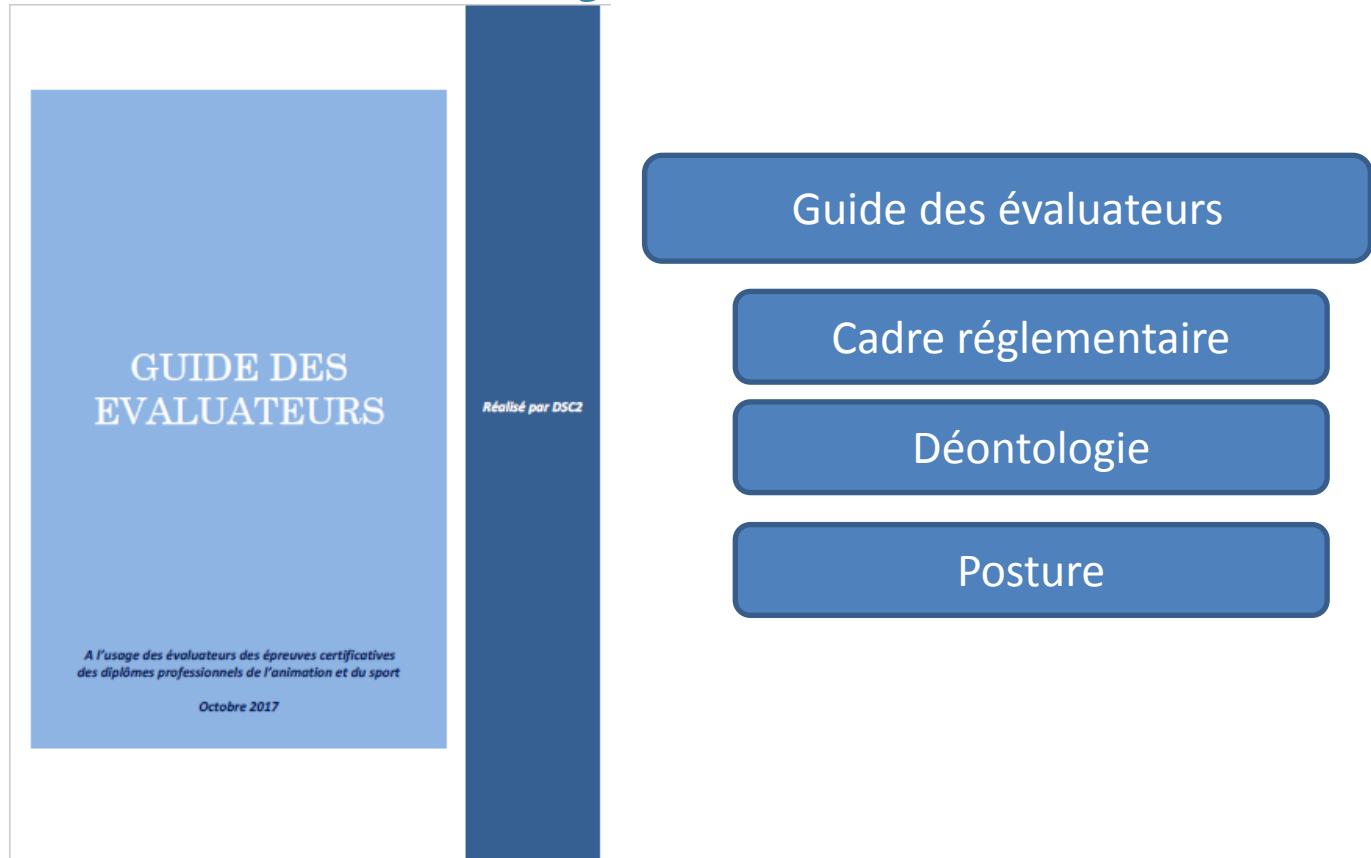 GUIDE DES
EVALUATEURS
A l'usage des évaluateurs des épreuves certificatives
des diplômes professionnels de l'animation et du sport
Octobre 2017
Réalisé par DSC2
Guide des évaluateurs
Cadre réglementaire
Déontologie
Posture